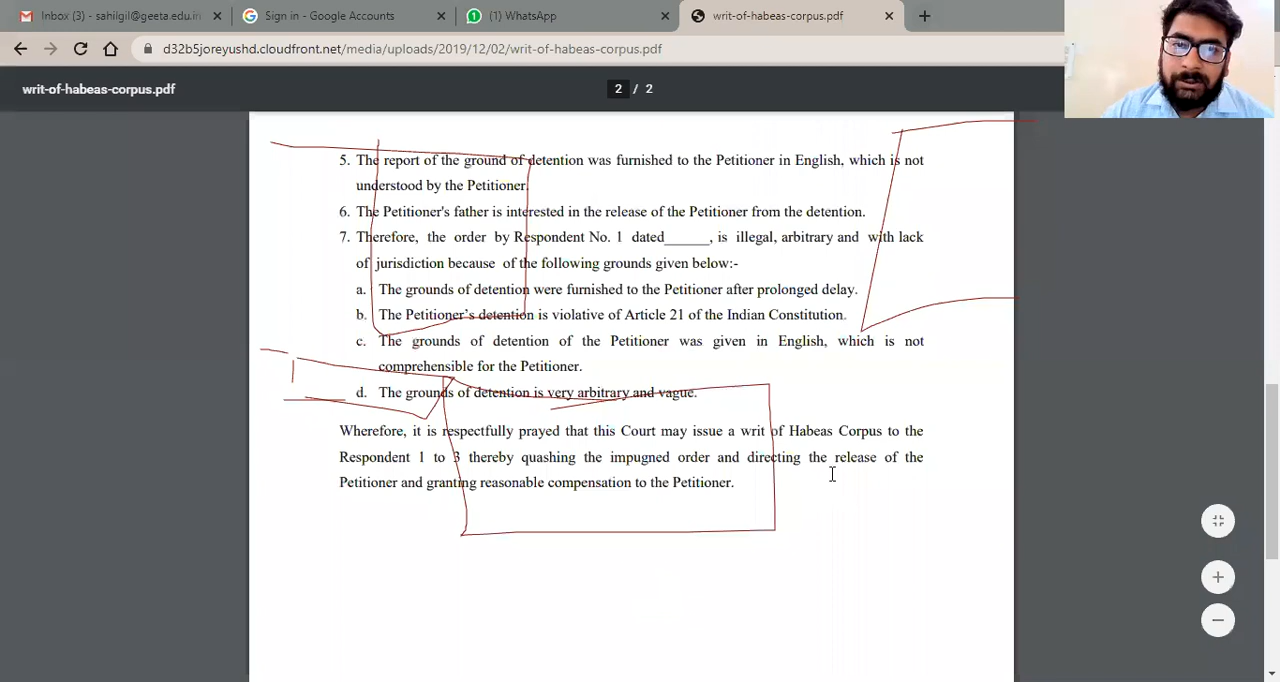 Inbox (3) - sahilgil@geeta.edu.in
Sign in - Google Accounts
(1) WhatsApp
writ-of-habeas-corpus.pdf
d32b5joreyushd.cloudfront.net/media/uploads/2019/12/02/writ-of-habeas-corpus.pdf
writ-of-habeas-corpus.pdf
2 / 2
5. The report of the ground of detention was furnished to the Petitioner in English, which is not
understood by the Petitioner.
6. The Petitioner's father is interested in the release of the Petitioner from the detention.
7. Therefore, the order by Respondent No. 1 dated______, is illegal, arbitrary and with lack
of jurisdiction because of the following grounds given below:-
a. The grounds of detention were furnished to the Petitioner after prolonged delay.
b. The Petitioner's detention is violative of Article 21 of the Indian Constitution.
c. The grounds of detention of the Petitioner was given in English, which is not
comprehensible for the Petitioner.
d. The grounds of detention is very arbitrary and vague.
Wherefore, it is respectfully prayed that this Court may issue a writ of Habeas Corpus to the
Respondent 1 to 3 thereby quashing the impugned order and directing the release of the
Petitioner and granting reasonable compensation to the Petitioner.